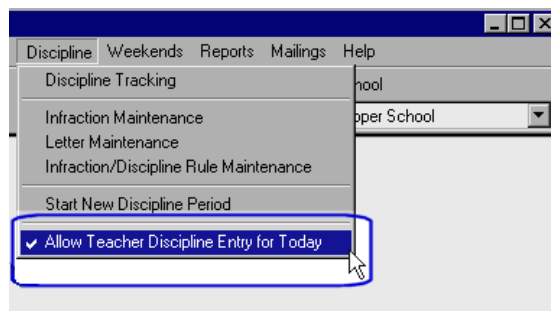 Discipline Weekends Reports Mailings Help
Discipline Tracking
hool
Infraction Maintenance
pper School
Letter Maintenance
Infraction/Discipline Rule Maintenance
Start New Discipline Period
Allow Teacher Discipline Entry for Today